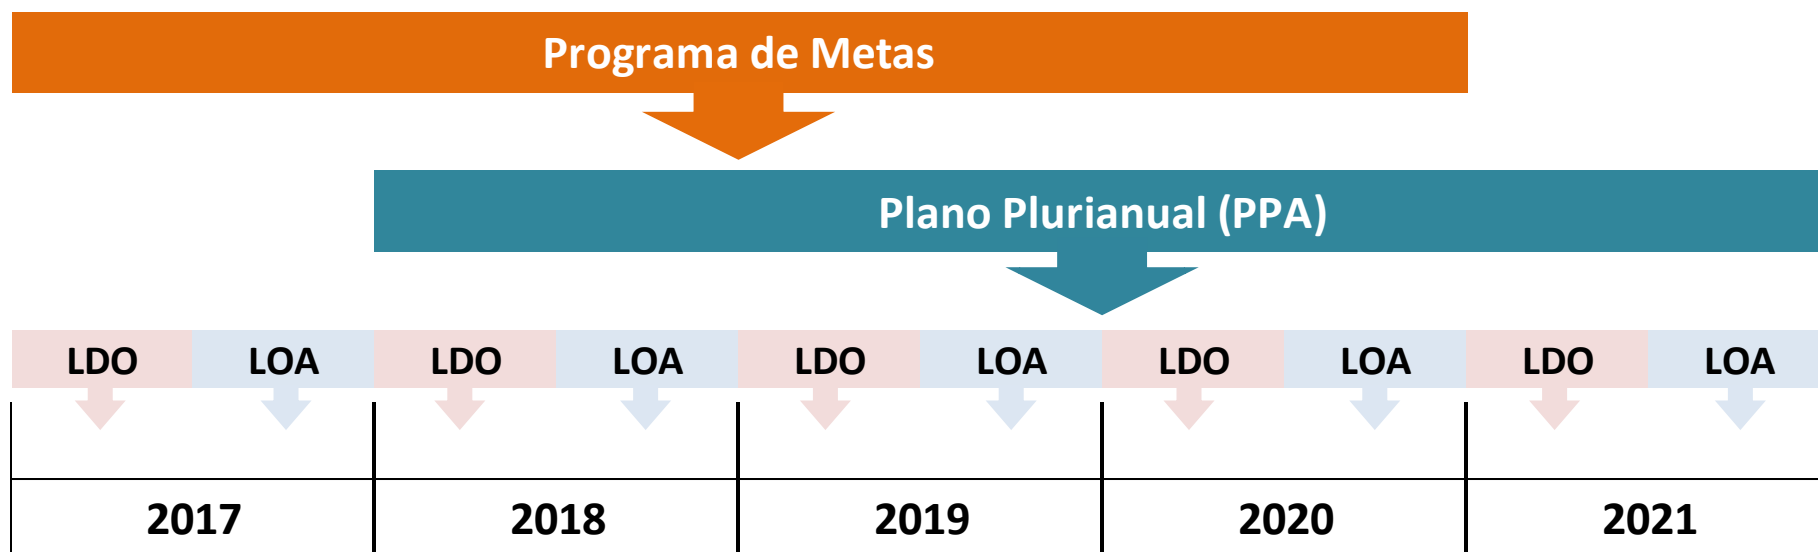 Programa de Metas
Plano Plurianual (PPA)
LDO LOA LDO LOA LDO LOA LDO LOA LDO LOA
2017 2018 2019 2020 2021